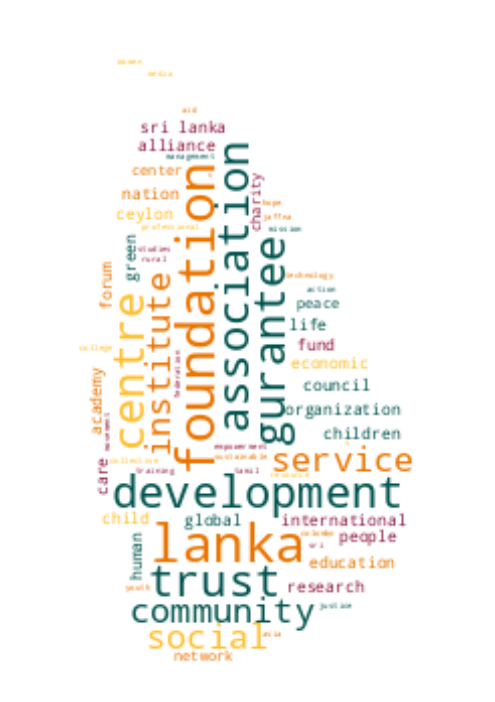 women
media
aid
sri lanka
alliance
management
center
nation
ceylon
professional
charity
hope
jaffna
mission
green
studies
rural
foundation
association
gurantee
institute
centre
forum
technology
action
peace
life
fund
federation
college
economic
academy
council
organization
movement
children
empowerment
sustainable
service
collective
training
tamil
resource
care
development
child
global
international
lanka
colombo
people
sri
human
education
trust
youth
research
community
justice
social
asia
network